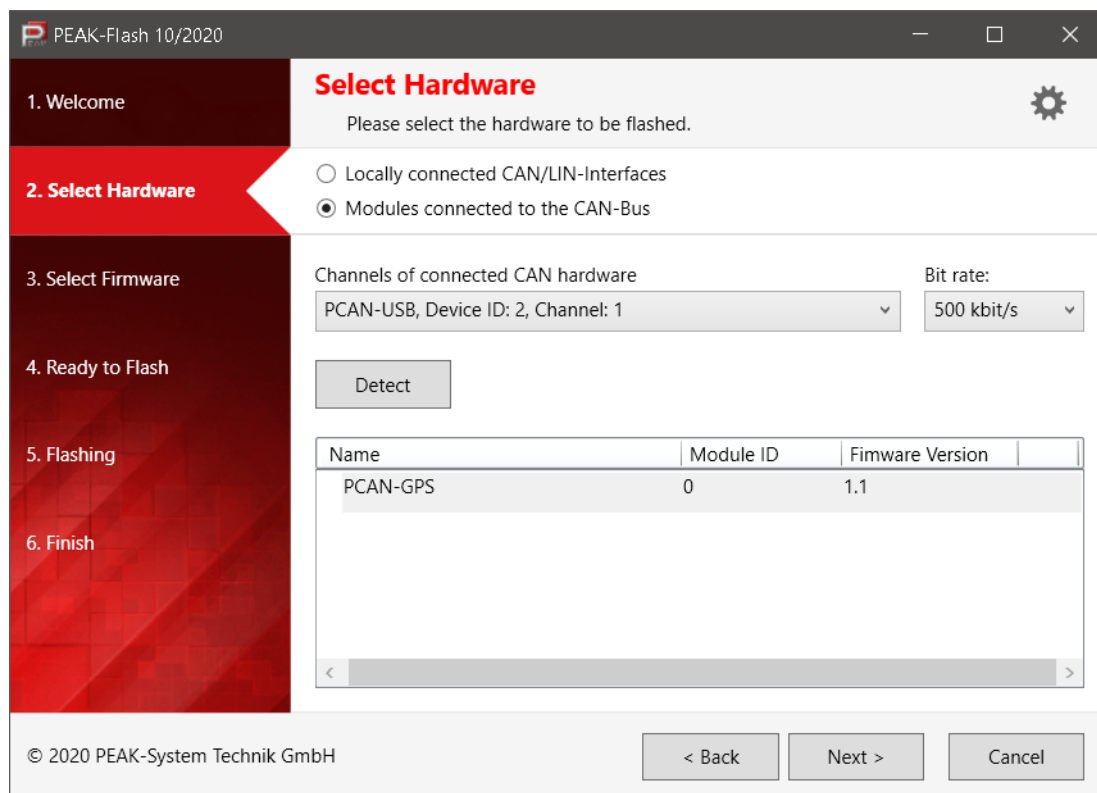 PEAK-Flash 10/2020
1. Welcome
2. Select Hardware
3. Select Firmware
4. Ready to Flash
5. Flashing
6. Finish
Select Hardware
Please select the hardware to be flashed.
Locally connected CAN/LIN-Interfaces
Modules connected to the CAN-Bus
Channels of connected CAN hardware Bit rate:
PCAN-USB, Device ID: 2, Channel: 1 500 kbit/s
Detect
Name Module ID Fimware Version
PCAN-GPS 0 1.1
© 2020 PEAK-System Technik GmbH < Back Next > Cancel